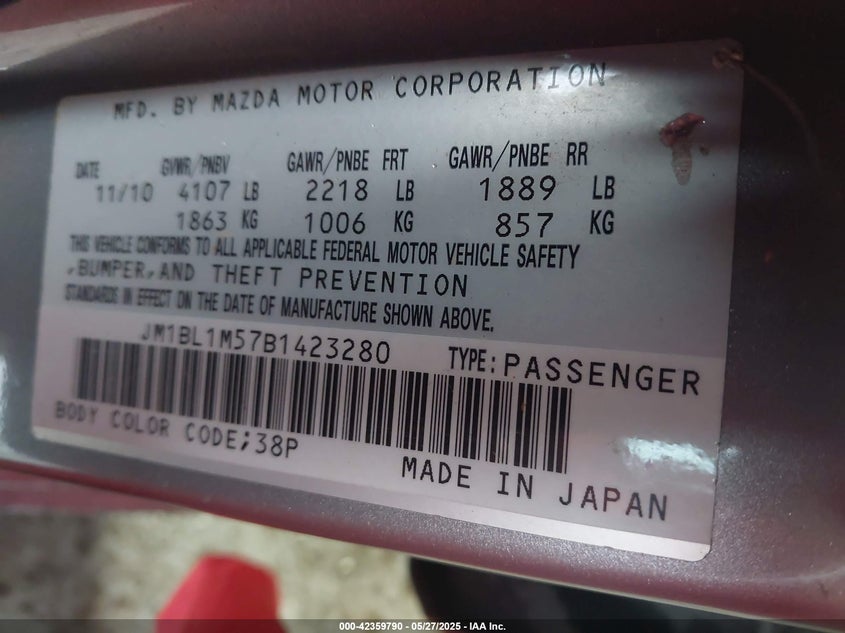 MFD. BY MAZDA MOTOR CORPORATION
DATE GVWR/PNBV GAWR/PNBE FRT GAWR/PNBE RR
11/10 4107 LB 2218 LB 1889 LB
1863 KG 1006 KG 857 KG
THIS VEHICLE CONFORMS TO ALL APPLICABLE FEDERAL MOTOR VEHICLE SAFETY
,BUMPER,AND THEFT PREVENTION
STANDARDS IN EFFECT ON THE DATE OF MANUFACTURE SHOWN ABOVE.
JM1BL1M57B1423280 TYPE:PASSENGER
BODY COLOR CODE;38P
MADE IN JAPAN
000-42359790 - 05/27/2025 - IAA Inc.